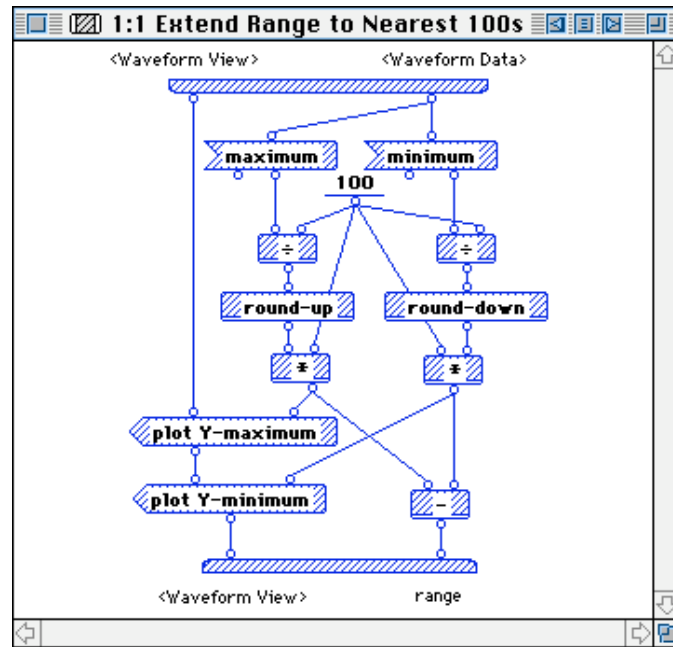 1:1 Extend Range to Nearest 100s
<Waveform View> <Waveform Data>
maximum minimum
100
÷ ÷
round-up round-down
* *
plot Y-maximum
plot Y-minimum -
<Waveform View> range